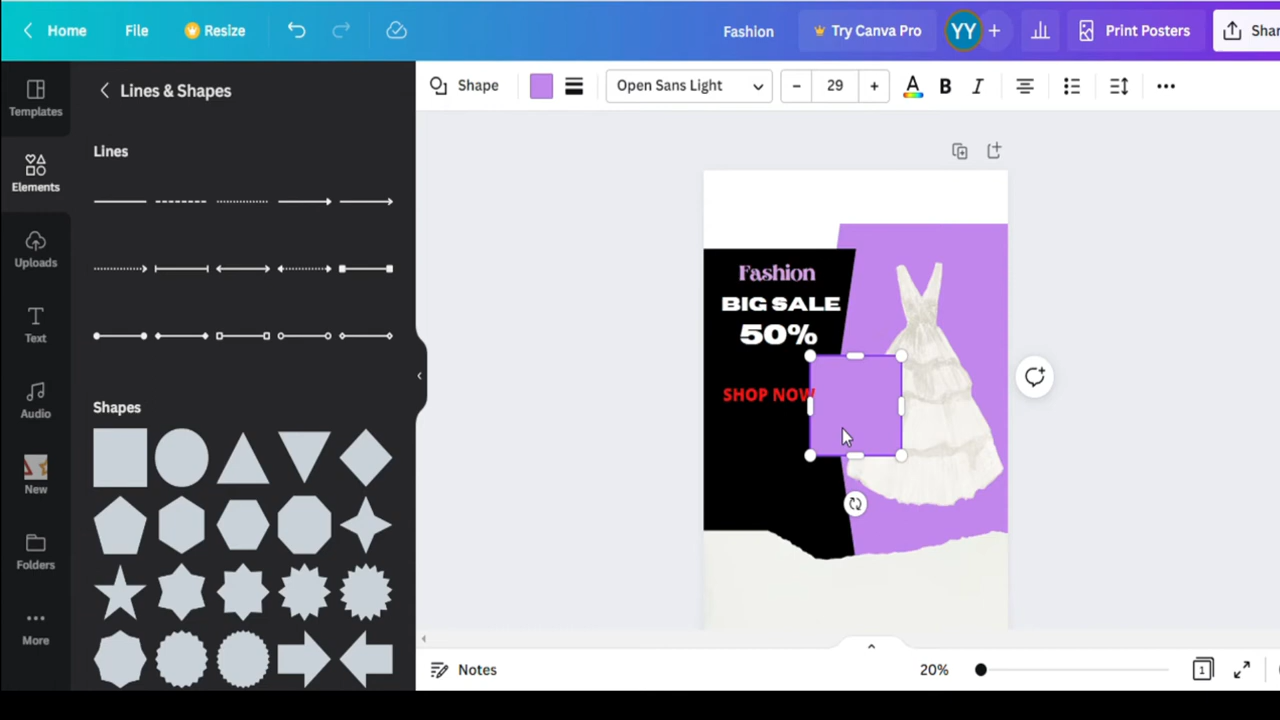 Home
File
Resize
Fashion
Try Canva Pro
YY
+
Print Posters
Templates
Elements
Uploads
Text
Audio
New
Folders
More
Lines & Shapes
Lines
Shapes
Shape
Open Sans Light
- 29 +
A B I
Fashion
BIG SALE
50%
SHOP NOW
Notes
20%
1